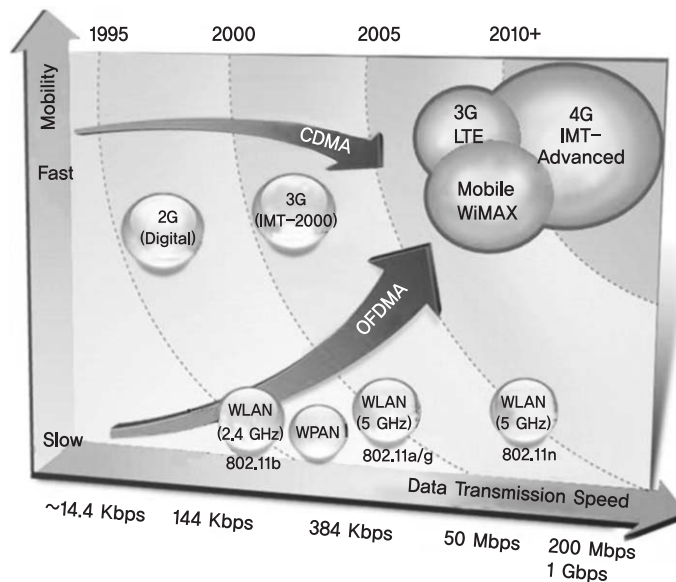 1995
2000
2005
2010+
Mobility
Fast
Slow
CDMA
3G
LTE
4G
IMT-
Advanced
Mobile
WiMAX
2G
(Digital)
3G
(IMT-2000)
OFDMA
WLAN
(2.4 GHz)
802.11b
WPAN
WLAN
(5 GHz)
802.11a/g
WLAN
(5 GHz)
802.11n
Data Transmission Speed
~14.4 Kbps
144 Kbps
384 Kbps
50 Mbps
200 Mbps
1 Gbps